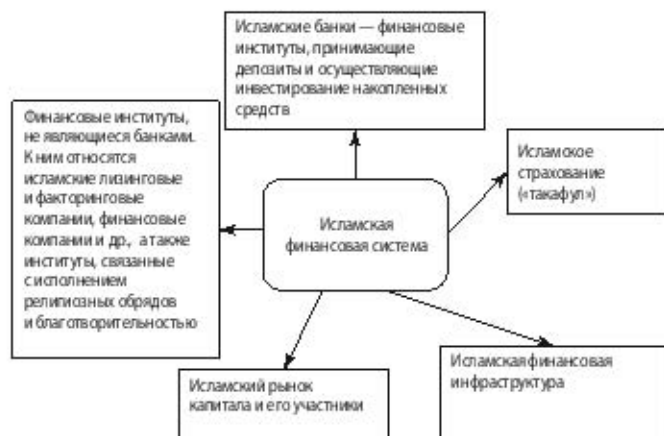 Исламские банки — финансовые
институты, принимающие
депозиты и осуществляющие
инвестирование накопленных
средств
Финансовые институты,
не являющиеся банками.
К ним относятся
исламские лизинговые
и факторинговые
компании, финансовые
компании и др., а также
институты, связанные
с исполнением
религиозных обрядов
и благотворительностью
Исламское
страхование
(«такафул»)
Исламская
финансовая система
Исламский рынок
капитала и его участники
Исламская финансовая
инфраструктура